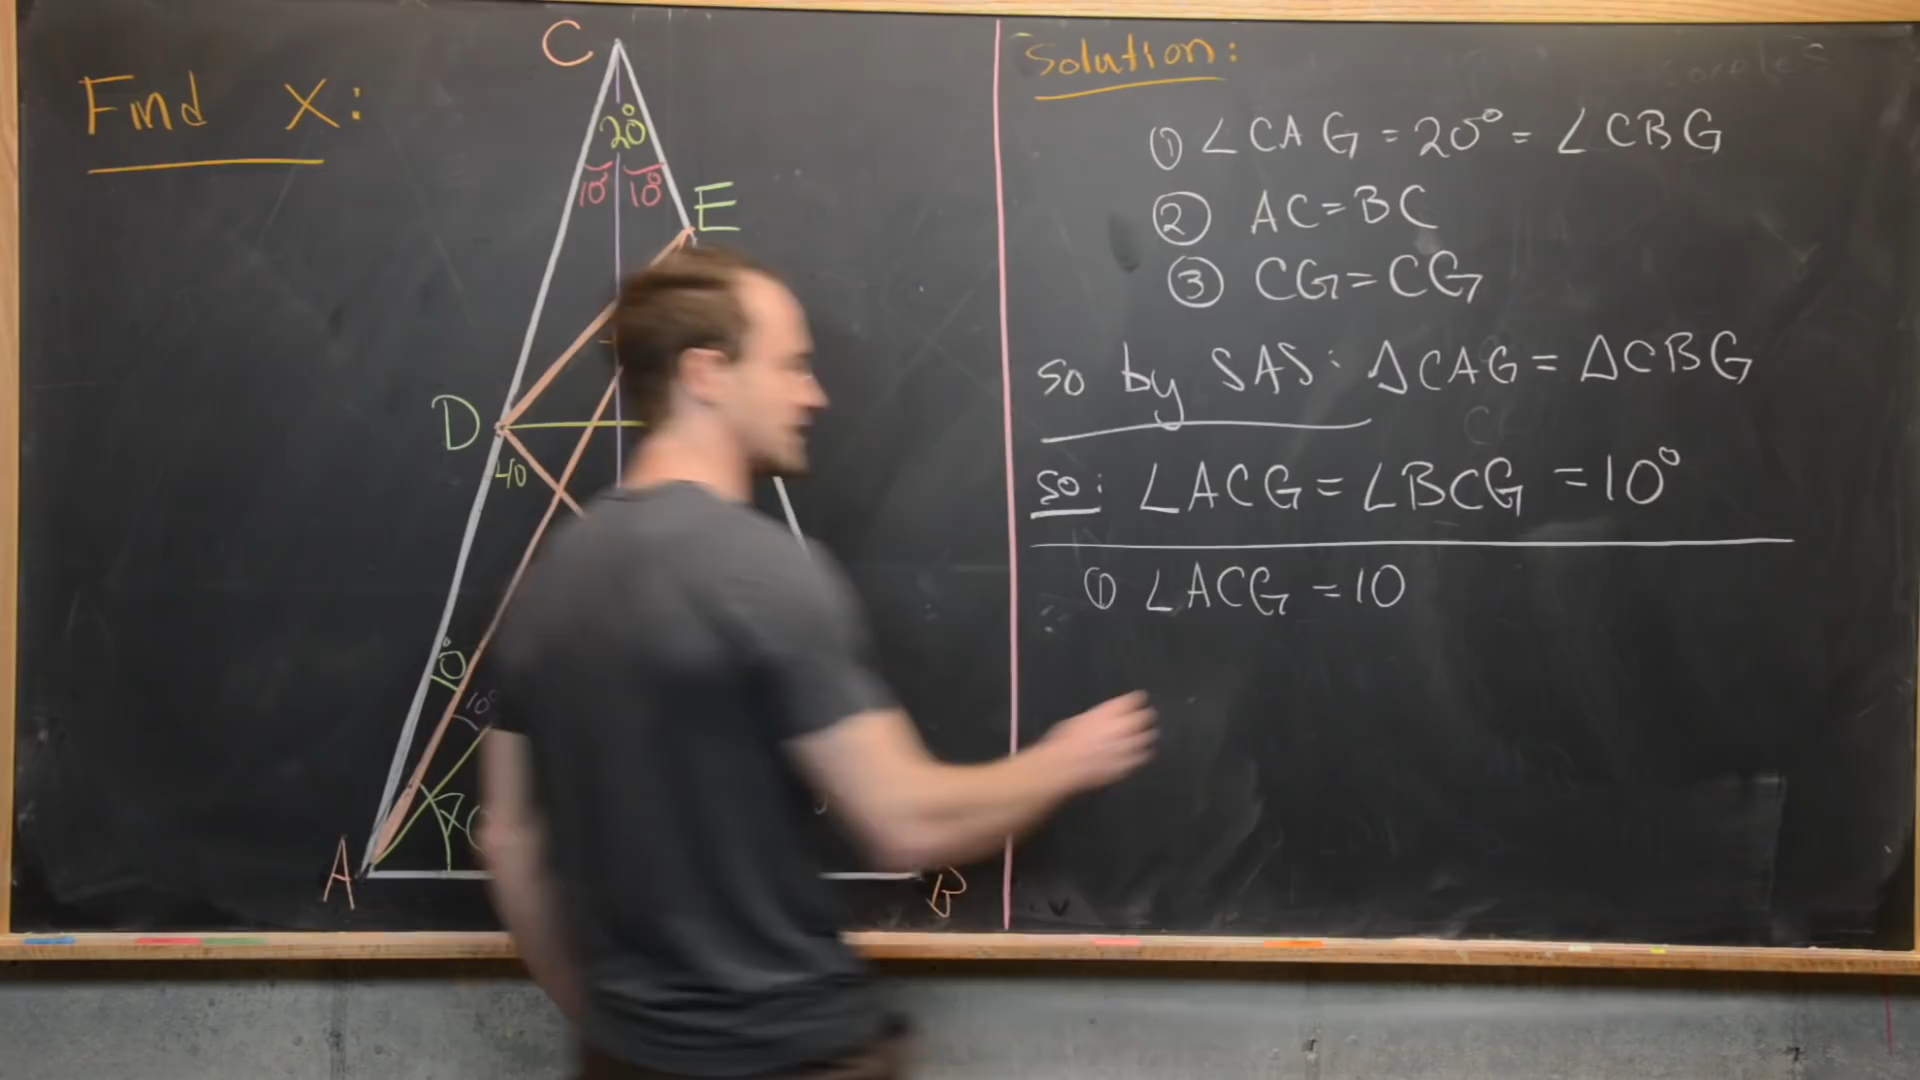 Find X:
C
20°
10° 10°
E
D
40
10°
10°
A
B
Solution:
① ∠CAG = 20° = ∠CBG
② AC = BC
③ CG = CG
so by SAS: ΔCAG = ΔCBG
so: ∠ACG = ∠BCG = 10°
① ∠ACG = 10